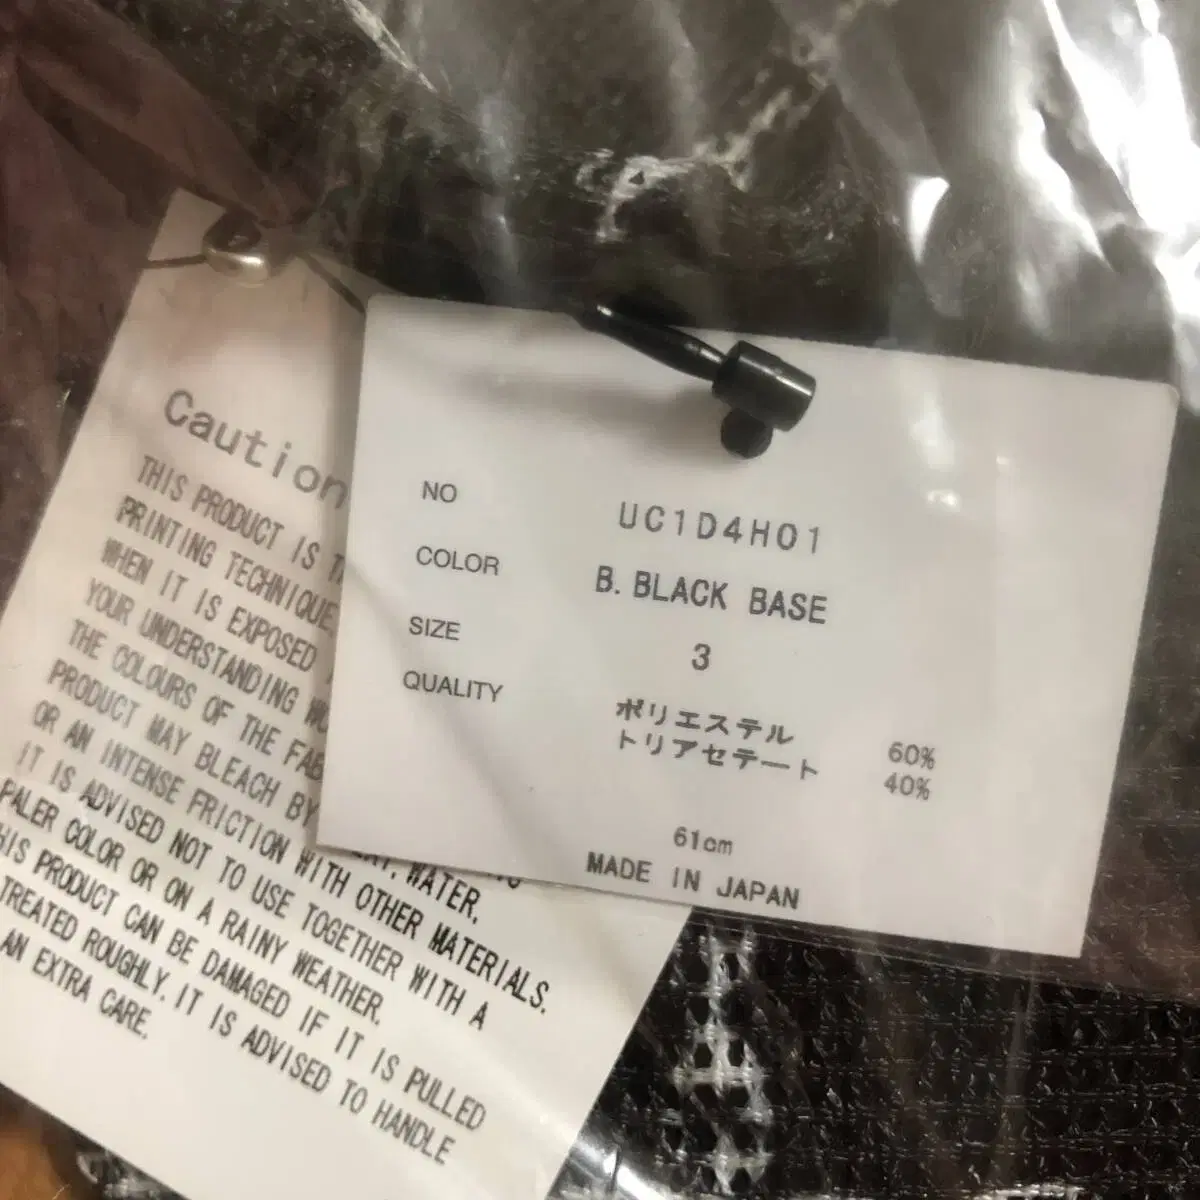 Caution
THIS PRODUCT IS
PRINTING TECHNIQUE.
WHEN IT IS EXPOSED
YOUR UNDERSTANDING
THE COLOURS OF THE
PRODUCT MAY BLEACH BY
WATER,
OR AN INTENSE FRICTION WITH OTHER MATERIALS.
IT IS ADVISED NOT TO USE TOGETHER WITH A
PALER COLOR OR ON A RAINY WEATHER.
THIS PRODUCT CAN BE DAMAGED IF IT IS PULLED
TREATED ROUGHLY. IT IS ADVISED TO HANDLE
AN EXTRA CARE.
NO UC1D4H01
COLOR B. BLACK BASE
SIZE 3
QUALITY ポリエステル 60%
トリアセテート 40%
61cm
MADE IN JAPAN